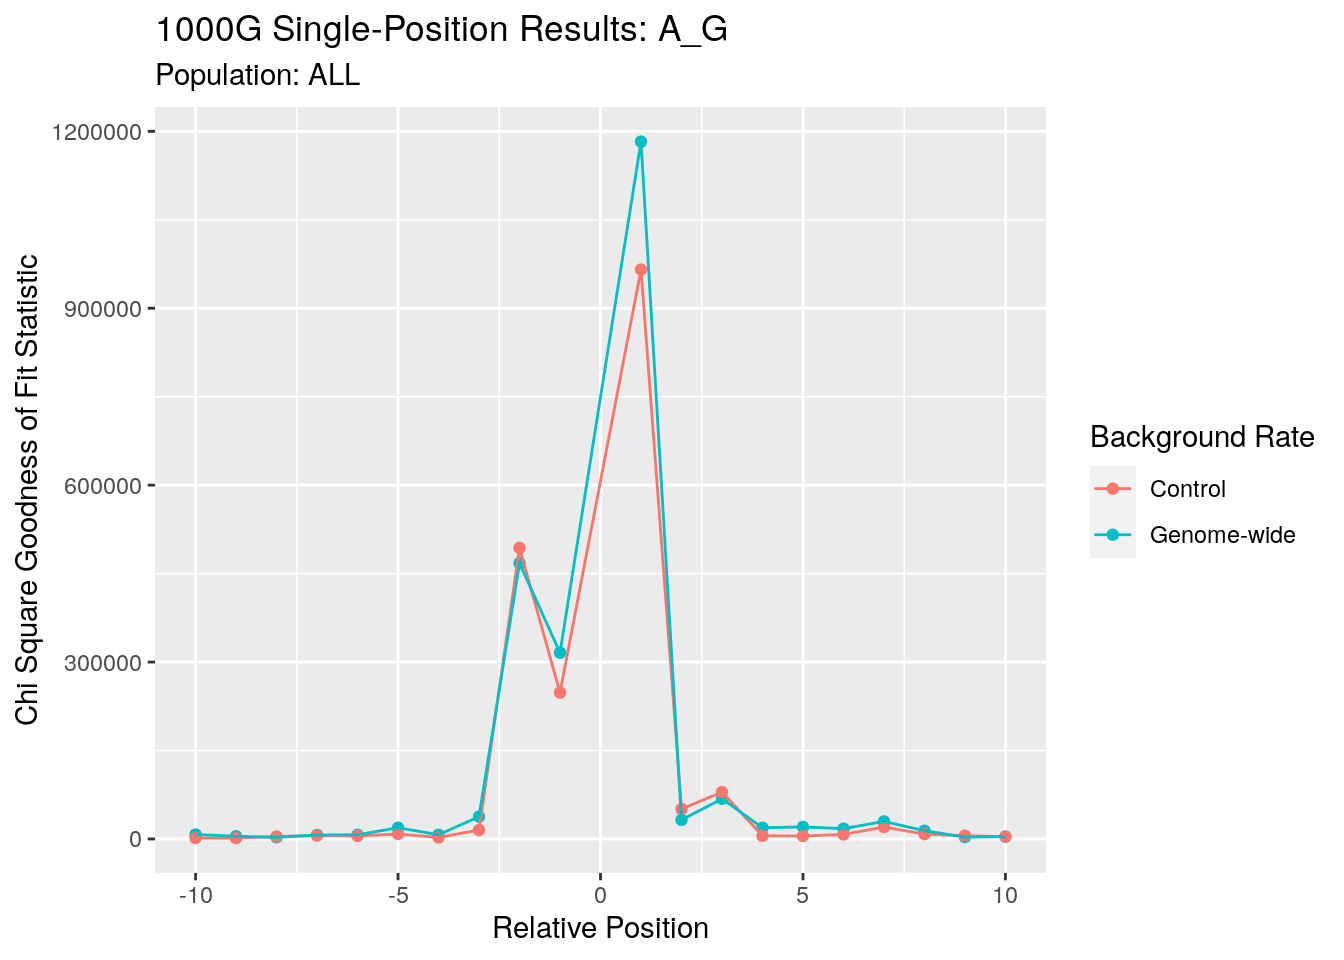 1000G Single-Position Results: A_G
Population: ALL
Chi Square Goodness of Fit Statistic
1200000
900000
600000
300000
0
-10
-5
0
5
10
Relative Position
Background Rate
Control
Genome-wide